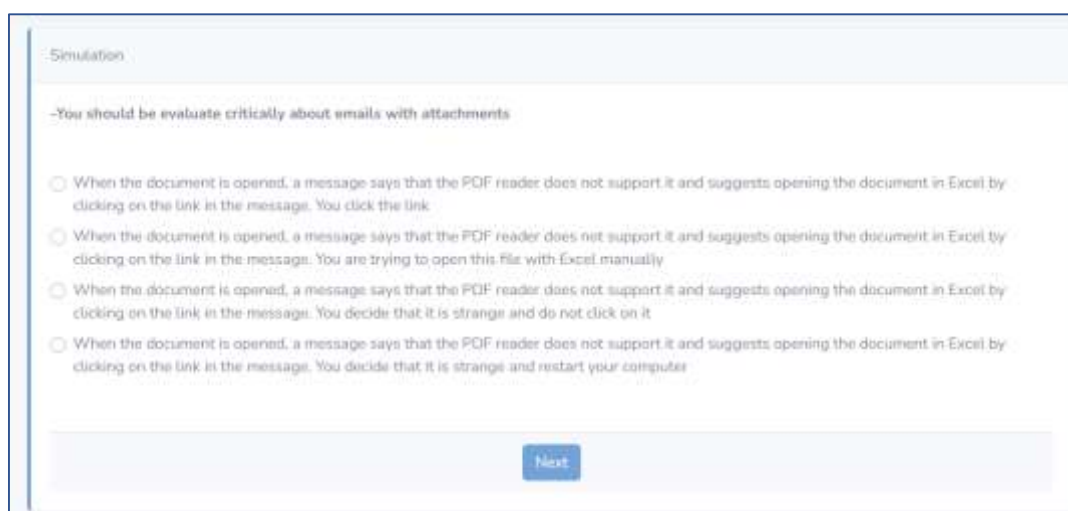 Simulation
-You should be evaluate critically about emails with attachments
When the document is opened, a message says that the PDF reader does not support it and suggests opening the document in Excel by
clicking on the link in the message. You click the link
When the document is opened, a message says that the PDF reader does not support it and suggests opening the document in Excel by
clicking on the link in the message. You are trying to open this file with Excel manually
When the document is opened, a message says that the PDF reader does not support it and suggests opening the document in Excel by
clicking on the link in the message. You decide that it is strange and do not click on it
When the document is opened, a message says that the PDF reader does not support it and suggests opening the document in Excel by
clicking on the link in the message. You decide that it is strange and restart your computer
Next